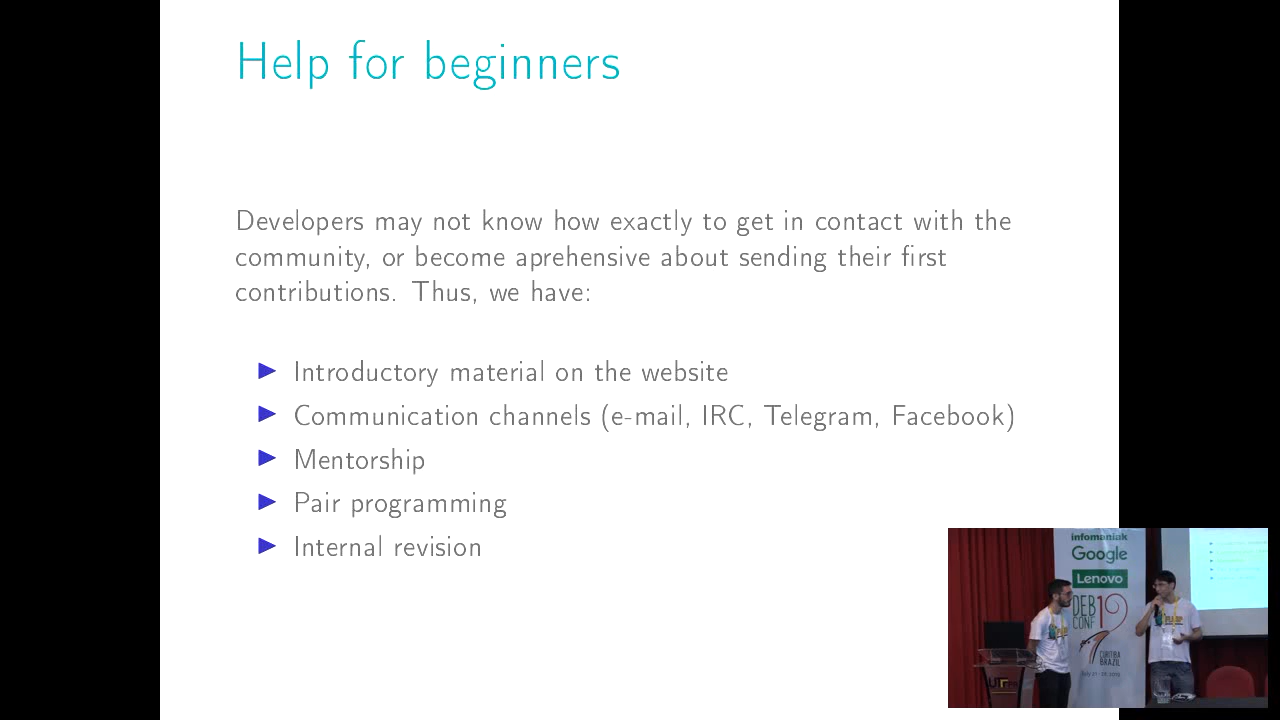 Help for beginners
Developers may not know how exactly to get in contact with the
community, or become aprehensive about sending their first
contributions. Thus, we have:
Introductory material on the website
Communication channels (e-mail, IRC, Telegram, Facebook)
Mentorship
Pair programming
Internal revision
infomaniak
Google
Lenovo
DEB
CONF 19
CURITIBA
BRAZIL